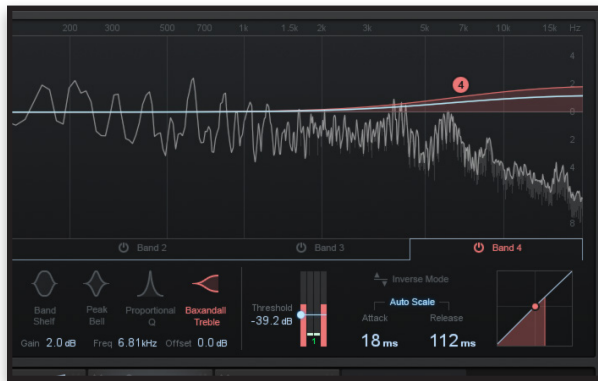 200 300 500 700 1k 1.5k 2k 3k 5k 7k 10k 15k Hz
4
4
2
0
2
4
8
Band 2 Band 3 Band 4
Inverse Mode
Auto Scale
Band Shelf
Peak Bell
Proportional Q
Baxandall Treble
Threshold
-39.2 dB
1
Attack Release
18 ms 112 ms
Gain 2.0 dB Freq 6.81kHz Offset 0.0 dB